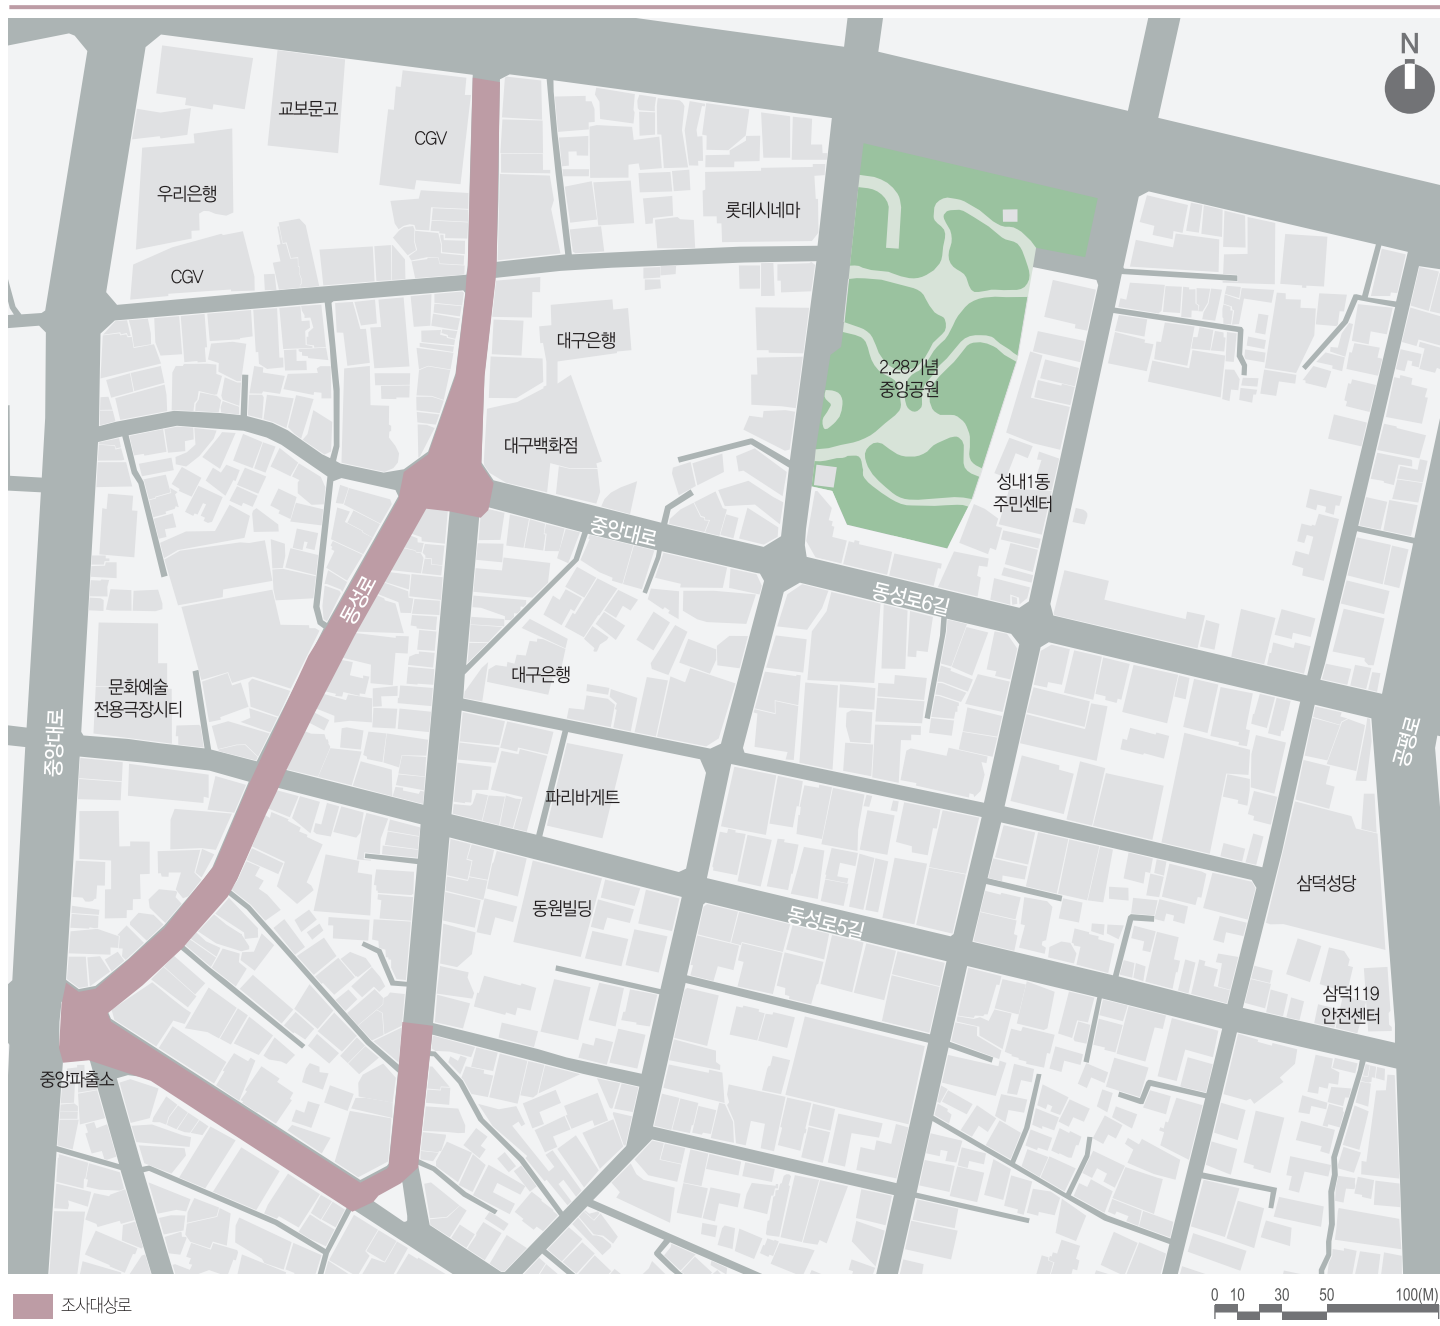 N
교보문고
CGV
우리은행
롯데시네마
CGV
대구은행
2.28기념
중앙공원
대구백화점
성내1동
주민센터
중앙대로
동성로
동성로6길
대구은행
문화예술
전용극장시티
중앙대로
공평로
파리바게트
삼덕성당
동원빌딩
동성로5길
삼덕119
안전센터
중앙파출소
조사대상로
0 10 30 50 100(M)